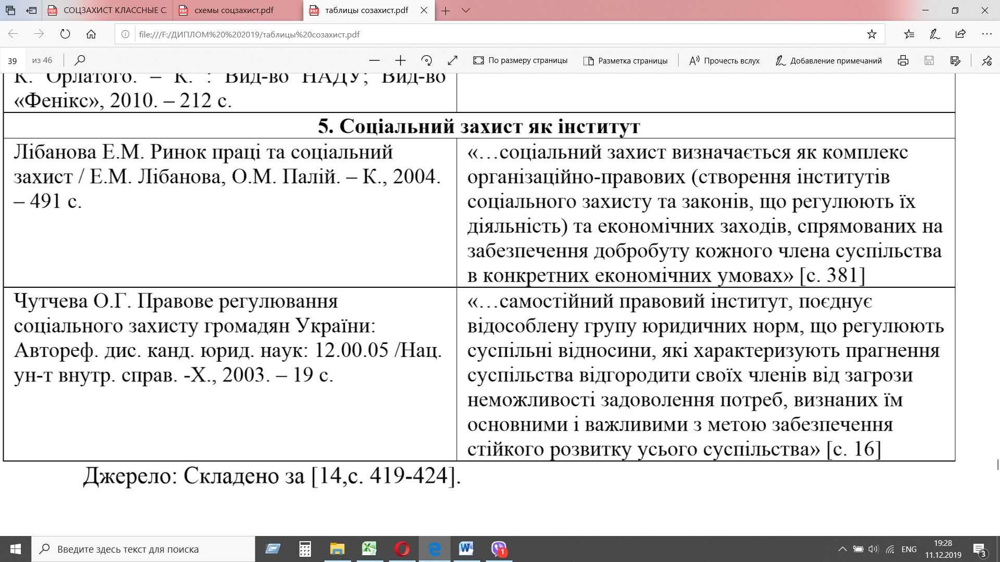 СОЦЗАХИСТ КЛАССНЫЕ С
схемы соцзахист.pdf
таблицы созахист.pdf
file:///F:/ДИПЛОМ%20%202019/таблицы%20созахист.pdf
39 из 46
По размеру страницы
Разметка страницы
Прочесть вслух
Добавление примечаний
К. Орлатого. – К. : Вид-во НАДУ; Вид-во
«Фенікс», 2010. – 212 с.
5. Соціальний захист як інститут
Лібанова Е.М. Ринок праці та соціальний
захист / Е.М. Лібанова, О.М. Палій. – К., 2004.
– 491 с.
«…соціальний захист визначається як комплекс
організаційно-правових (створення інститутів
соціального захисту та законів, що регулюють їх
діяльність) та економічних заходів, спрямованих на
забезпечення добробуту кожного члена суспільства
в конкретних економічних умовах» [с. 381]
Чутчева О.Г. Правове регулювання
соціального захисту громадян України:
Автореф. дис. канд. юрид. наук: 12.00.05 /Нац.
ун-т внутр. справ. -Х., 2003. – 19 с.
«…самостійний правовий інститут, поєднує
відособлену групу юридичних норм, що регулюють
суспільні відносини, які характеризують прагнення
суспільства відгородити своїх членів від загрози
неможливості задоволення потреб, визнаних їм
основними і важливими з метою забезпечення
стійкого розвитку усього суспільства» [с. 16]
Джерело: Складено за [14,с. 419-424].
Введите здесь текст для поиска
1
ENG
19:28
11.12.2019
3